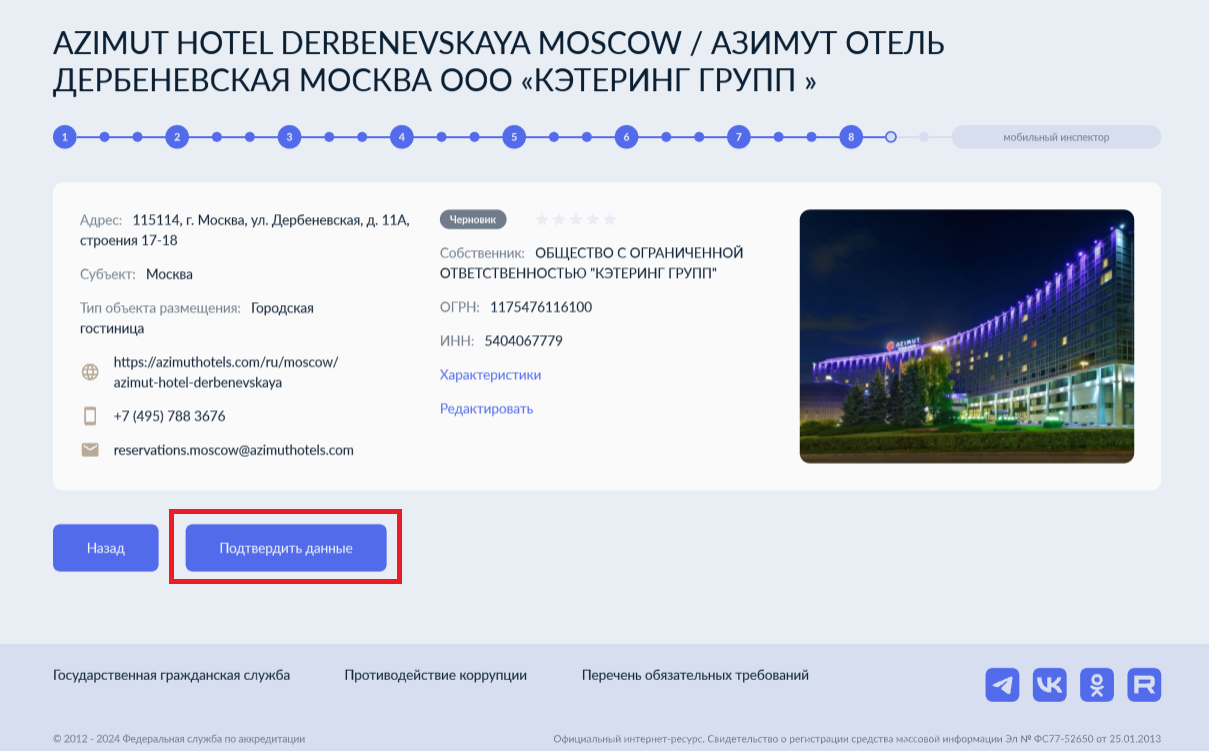 AZIMUT HOTEL DERBENEVSKAYA MOSCOW / АЗИМУТ ОТЕЛЬ
ДЕРБЕНЕВСКАЯ МОСКВА ООО «КЭТЕРИНГ ГРУПП »
1 2 3 4 5 6 7 8 мобильный инспектор
Адрес: 115114, г. Москва, ул. Дербеневская, д. 11А,
строения 17-18
Субъект: Москва
Тип объекта размещения: Городская
гостиница
https://azimuthotels.com/ru/moscow/
azimut-hotel-derbenevskaya
+7 (495) 788 3676
reservations.moscow@azimuthotels.com
Черновик
Собственник: ОБЩЕСТВО С ОГРАНИЧЕННОЙ
ОТВЕТСТВЕННОСТЬЮ "КЭТЕРИНГ ГРУПП"
ОГРН: 1175476116100
ИНН: 5404067779
Характеристики
Редактировать
AZIMUT
Назад Подтвердить данные
Государственная гражданская служба Противодействие коррупции Перечень обязательных требований
© 2012 - 2024 Федеральная служба по аккредитации Официальный интернет-ресурс. Свидетельство о регистрации средства массовой информации Эл № ФС77-52650 от 25.01.2013